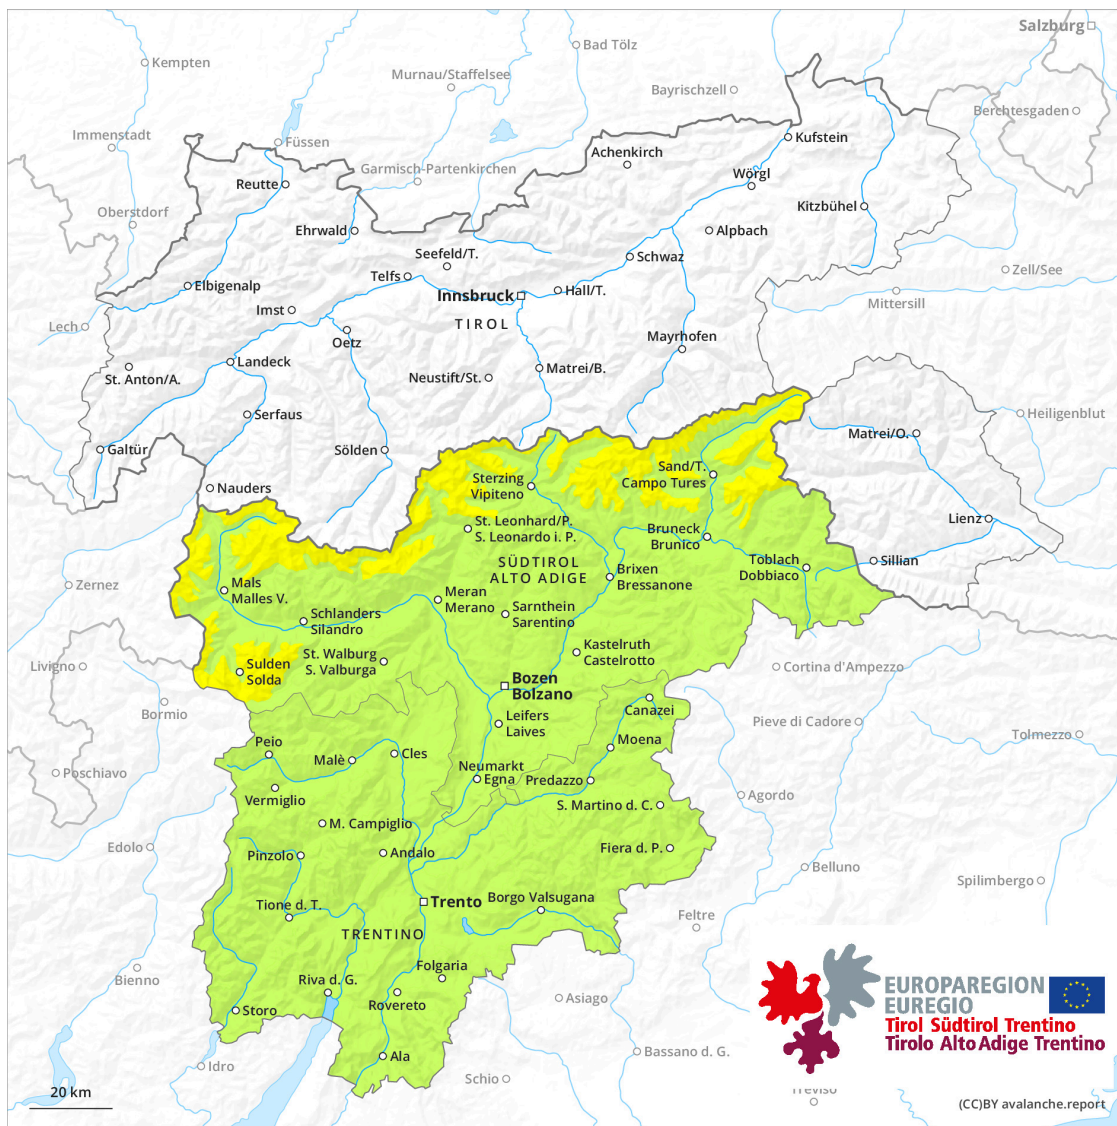 Salzburg
Bad Tölz
Kempten
Murnau/Staffelsee
Bayrischzell
Berchtesgaden
Immenstadt
Füssen
Kufstein
Achenkirch
Garmisch-Partenkirchen
Wörgl
Reutte
Kitzbühel
Oberstdorf
Ehrwald
Alpbach
Seefeld/T.
Schwaz
Zell/See
Telfs
Elbigenalp
Hall/T.
Innsbruck
Mittersill
Imst
TIROL
Lech
Oetz
Mayrhofen
Landeck
Matrei/B.
St. Anton/A.
Neustift/St.
Serfaus
Heiligenblut
Matrei/O.
Galtür
Sölden
Sand/T.
Campo Tures
Sterzing
Vipiteno
Nauders
St. Leonhard/P.
S. Leonardo i. P.
Lienz
Bruneck
Brunico
SÜDTIROL
ALTO ADIGE
Toblach
Dobbiaco
Sillian
Brixen
Bressanone
Zernez
Mals
Malles V.
Meran
Merano
Schlanders
Silandro
Sarnthein
Sarentino
Kastelruth
Castelrotto
St. Walburg
S. Valburga
Livigno
Sulden
Solda
Cortina d'Ampezzo
Bozen
Bolzano
Bormio
Canazei
Leifers
Laives
Pieve di Cadore
Tolmezzo
Peio
Moena
Malè
Cles
Neumarkt
Egna
Poschiavo
Predazzo
Vermiglio
Agordo
S. Martino d. C.
M. Campiglio
Edolo
Pinzolo
Andalo
Fiera d. P.
Belluno
Spilimbergo
Tione d. T.
Trento
Borgo Valsugana
Feltre
TRENTINO
Folgaria
Bienno
Riva d. G.
Rovereto
Asiago
Storo
EUROPAREGION
EUREGIO
Tirol Südtirol Trentino
Tirolo Alto Adige Trentino
Ala
Bassano d. G.
Idro
Schio
20 km
Treviso
(CC)BY avalanche.report